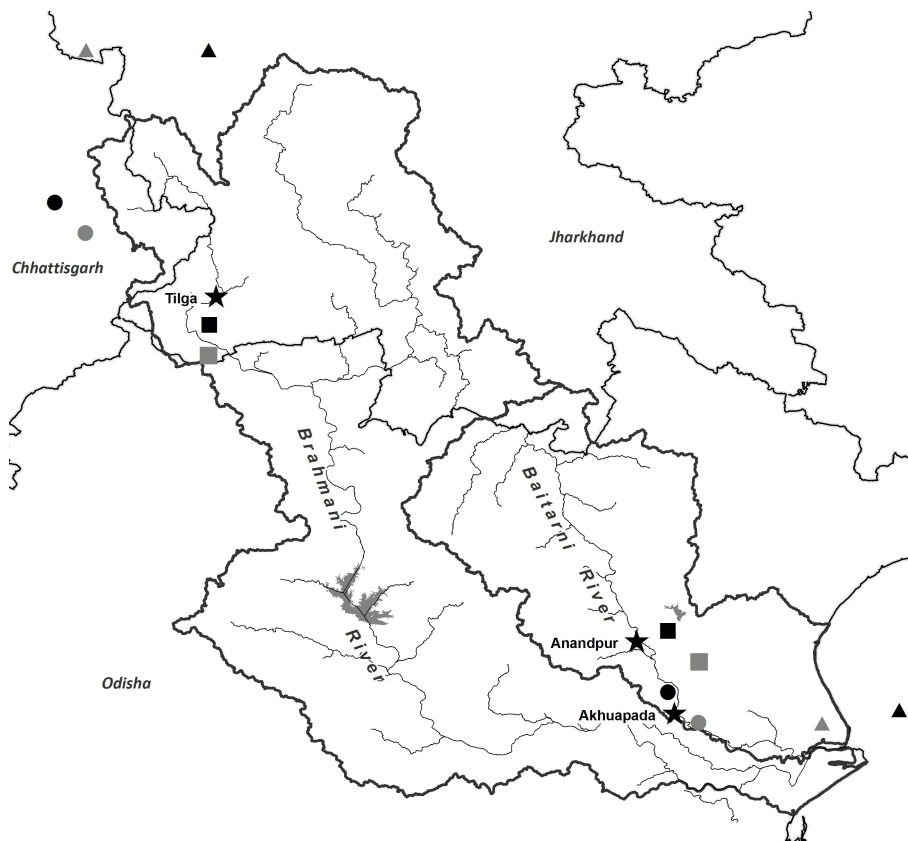 Jharkhand
Chhattisgarh
Tilga
Brahmani
River
Baitarni
River
Anandpur
Odisha
Akhuapada